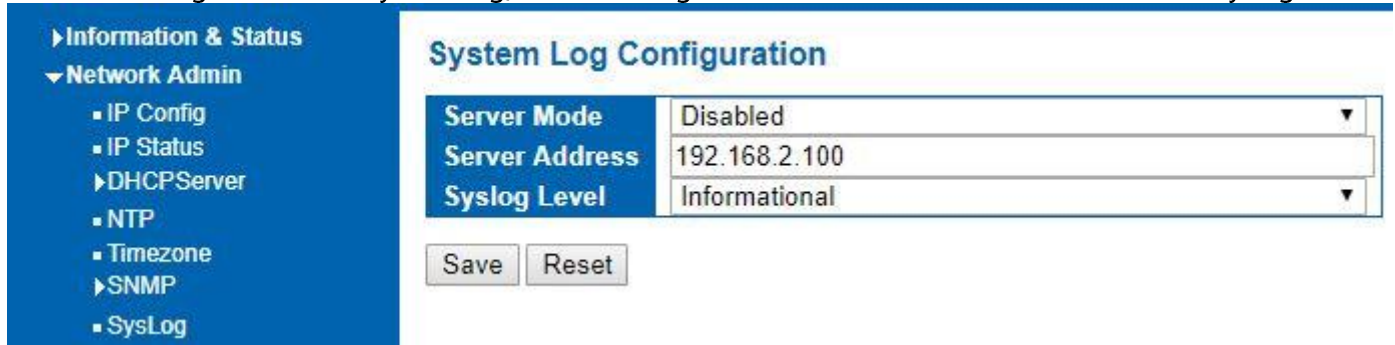 Information & Status
Network Admin
IP Config
IP Status
DHCPServer
NTP
Timezone
SNMP
SysLog
System Log Configuration
Server Mode Disabled
Server Address 192.168.2.100
Syslog Level Informational
Save Reset